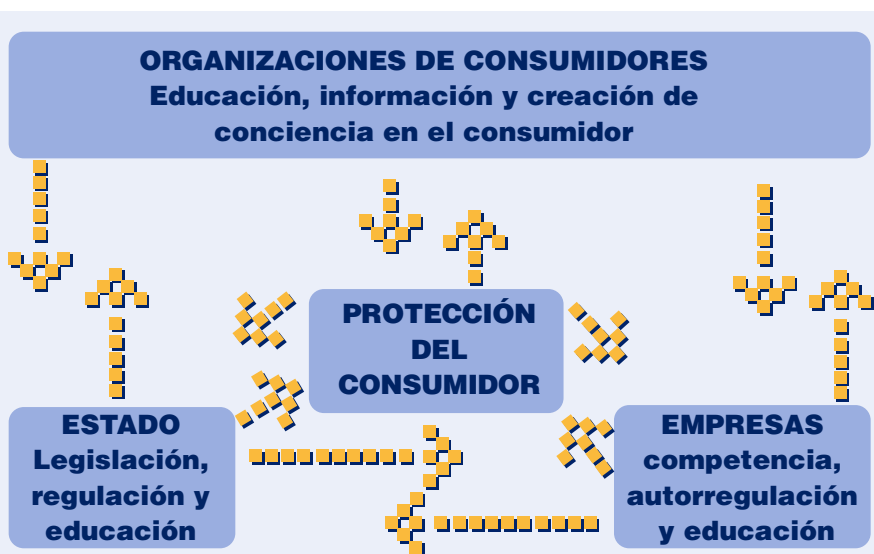 ORGANIZACIONES DE CONSUMIDORES
Educación, información y creación de
conciencia en el consumidor
PROTECCIÓN
DEL
CONSUMIDOR
ESTADO
Legislación,
regulación y
educación
EMPRESAS
competencia,
autorregulación
y educación